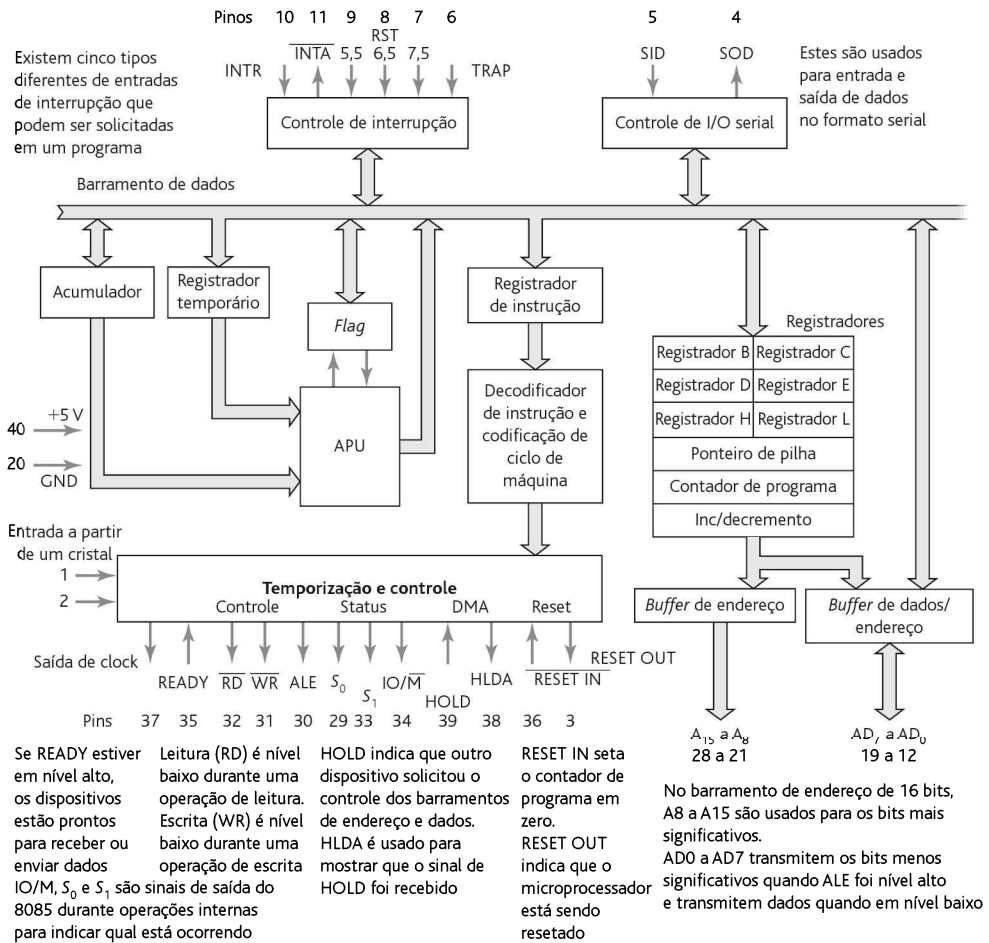 Pinos 10 11 9 8 7 6 5 4
RST
INTR INTA 5,5 6,5 7,5 TRAP SID SOD
Existem cinco tipos
diferentes de entradas
de interrupção que
podem ser solicitadas
em um programa
Controle de interrupção
Controle de I/O serial
Estes são usados
para entrada e
saída de dados
no formato serial
Barramento de dados
Acumulador
Registrador
temporário
Flag
Registrador
de instrução
Registradores
Registrador B Registrador C
Registrador D Registrador E
Registrador H Registrador L
Ponteiro de pilha
Contador de programa
Inc/decremento
+5 V
40
20
GND
APU
Decodificador
de instrução e
codificação de
ciclo de
máquina
Entrada a partir
de um cristal
1
2
Temporização e controle
Controle Status DMA Reset
Buffer de endereço
Buffer de dados/
endereço
Saída de clock READY RD WR ALE S0 S1 IO/M HOLD HLDA RESET IN RESET OUT
Pins 37 35 32 31 30 29 33 34 39 38 36 3
A15 a A8
28 a 21
AD7 a AD0
19 a 12
Se READY estiver
em nível alto,
os dispositivos
estão prontos
para receber ou
enviar dados
Leitura (RD) é nível
baixo durante uma
operação de leitura.
Escrita (WR) é nível
baixo durante uma
operação de escrita
IO/M, S0 e S1 são sinais de saída do
8085 durante operações internas
para indicar qual está ocorrendo
HOLD indica que outro
dispositivo solicitou o
controle dos barramentos
de endereço e dados.
HLDA é usado para
mostrar que o sinal de
HOLD foi recebido
RESET IN seta
o contador de
programa em
zero.
RESET OUT
indica que o
microprocessador
está sendo
resetado
No barramento de endereço de 16 bits,
A8 a A15 são usados para os bits mais
significativos.
AD0 a AD7 transmitem os bits menos
significativos quando ALE foi nível alto
e transmitem dados quando em nível baixo